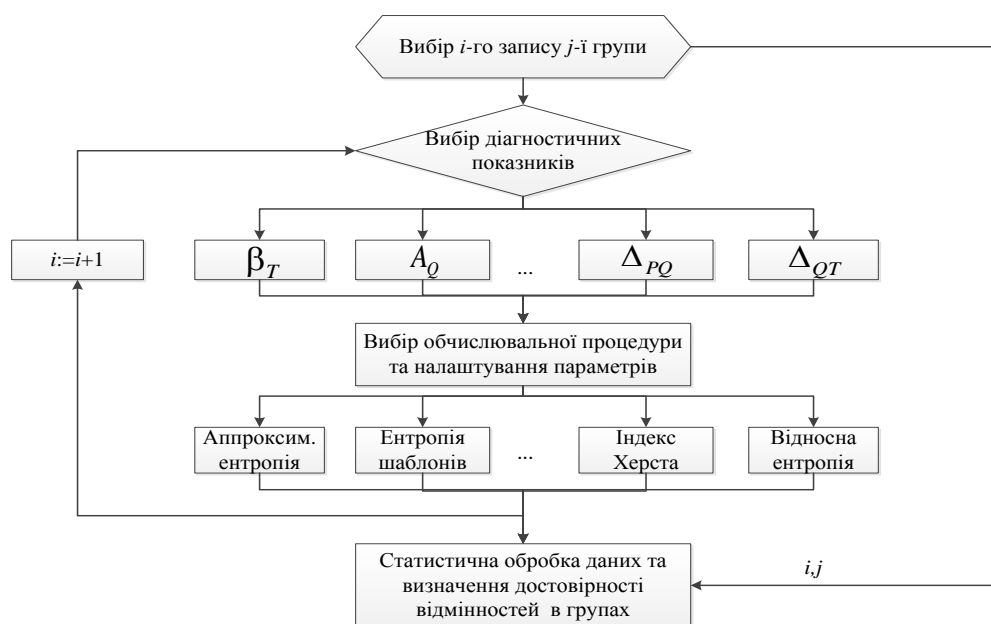 Вибір i-го запису j-ї групи
Вибір діагностичних
показників
i:=i+1
β_T
A_Q
...
Δ_PQ
Δ_QT
Вибір обчислювальної процедури
та налаштування параметрів
Аппроксим.
ентропія
Ентропія
шаблонів
...
Індекс
Херста
Відносна
ентропія
Статистична обробка даних та
визначення достовірності
відмінностей в групах
i,j